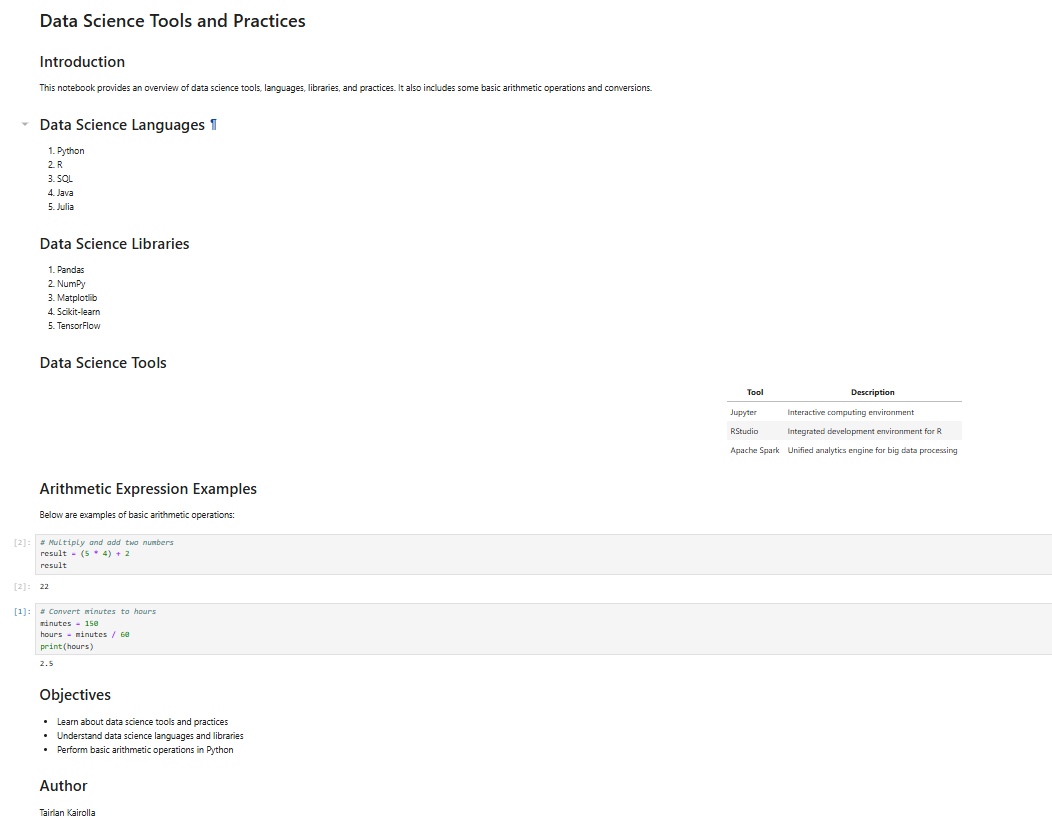 Data Science Tools and Practices
Introduction
This notebook provides an overview of data science tools, languages, libraries, and practices. It also includes some basic arithmetic operations and conversions.
Data Science Languages ¶
1. Python
2. R
3. SQL
4. Java
5. Julia
Data Science Libraries
1. Pandas
2. NumPy
3. Matplotlib
4. Scikit-learn
5. TensorFlow
Data Science Tools
Tool Description
Jupyter Interactive computing environment
RStudio Integrated development environment for R
Apache Spark Unified analytics engine for big data processing
Arithmetic Expression Examples
Below are examples of basic arithmetic operations:
[2]: # Multiply and add two numbers
result = (5 * 4) + 2
result
[2]: 22
[1]: # Convert minutes to hours
minutes = 150
hours = minutes / 60
print(hours)
2.5
Objectives
• Learn about data science tools and practices
• Understand data science languages and libraries
• Perform basic arithmetic operations in Python
Author
Tairlan Kairolla